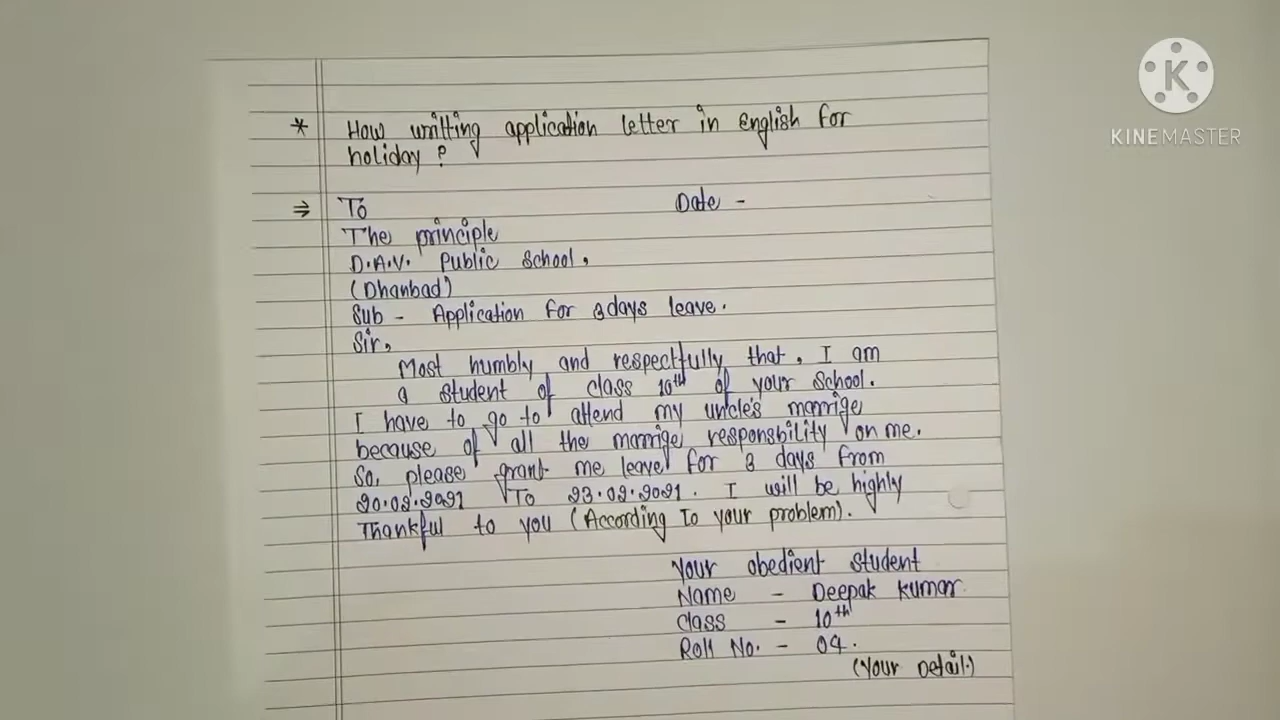 * How writting application letter in english for
holiday ?
⇒ To Date -
The principle
D.A.V. Public School,
(Dhanbad)
Sub - Application for 3days leave.
Sir,
Most humbly and respectfully that, I am
a student of class 10th of your School.
I have to go to attend my uncle's marrige
because of all the marrige responsbility on me.
So, please grant me leave for 3 days from
20.02.2021 To 23.02.2021. I will be highly
Thankful to you (According To your problem).
Your obedient student
Name - Deepak kumar
Class - 10th
Roll No. - 04.
(Your Detail.)
K
KINEMASTER